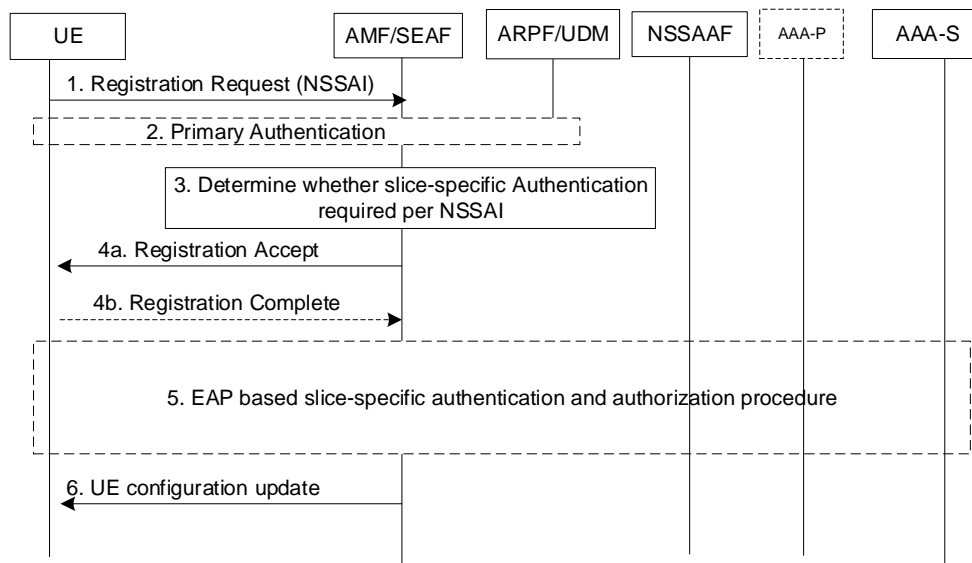 UE
AMF/SEAF
ARPF/UDM
NSSAAF
AAA-P
AAA-S
1. Registration Request (NSSAI)
2. Primary Authentication
3. Determine whether slice-specific Authentication
required per NSSAI
4a. Registration Accept
4b. Registration Complete
5. EAP based slice-specific authentication and authorization procedure
6. UE configuration update